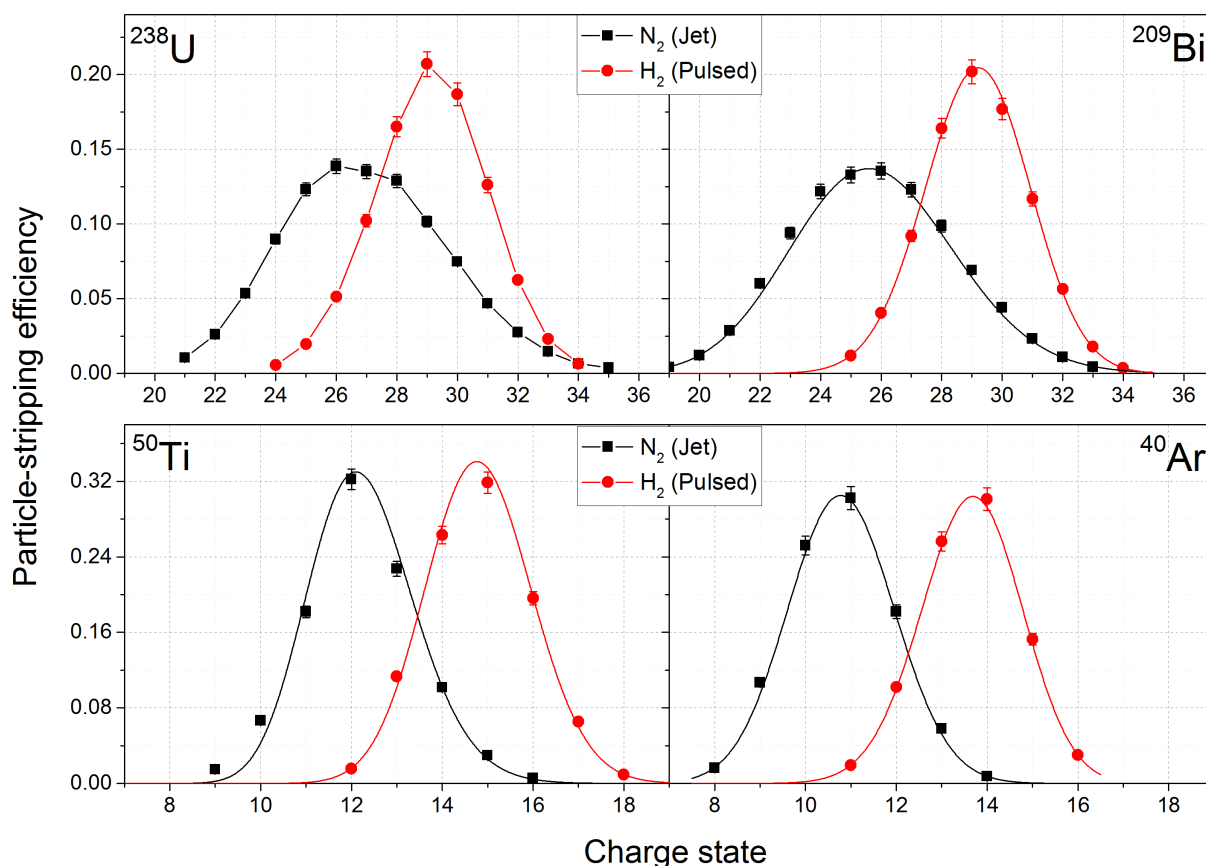 ²³⁸U
N₂ (Jet)
H₂ (Pulsed)
²⁰⁹Bi
0.20
0.15
0.10
0.05
0.00
20 22 24 26 28 30 32 34 36
20 22 24 26 28 30 32 34 36
Particle-stripping efficiency
⁵⁰Ti
N₂ (Jet)
H₂ (Pulsed)
⁴⁰Ar
0.32
0.24
0.16
0.08
0.00
8 10 12 14 16 18
8 10 12 14 16 18
Charge state